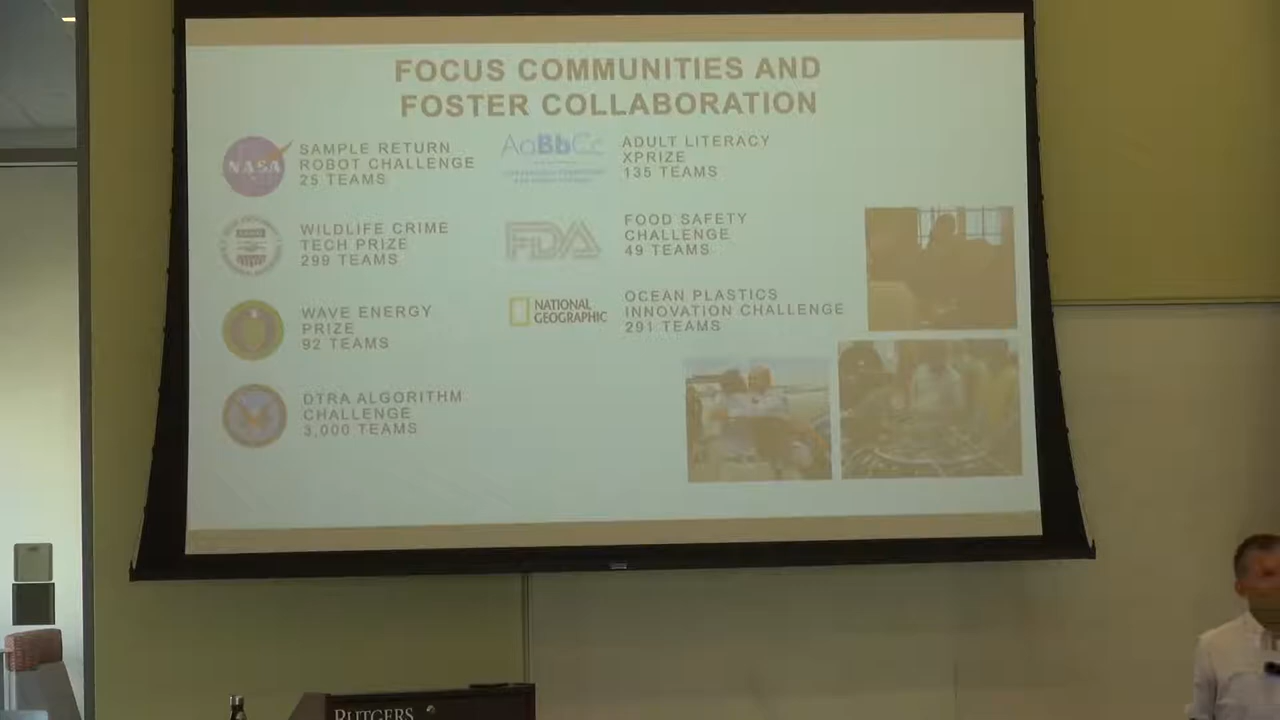 FOCUS COMMUNITIES AND
FOSTER COLLABORATION
NASA
SAMPLE RETURN
ROBOT CHALLENGE
25 TEAMS
WILDLIFE CRIME
TECH PRIZE
299 TEAMS
WAVE ENERGY
PRIZE
92 TEAMS
DTRA ALGORITHM
CHALLENGE
3,000 TEAMS
AaBbCc
ADULT LITERACY
XPRIZE
135 TEAMS
FDA
FOOD SAFETY
CHALLENGE
49 TEAMS
NATIONAL
GEOGRAPHIC
OCEAN PLASTICS
INNOVATION CHALLENGE
291 TEAMS
RUTGERS